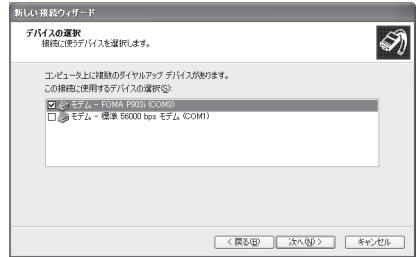 新しい接続ウィザード
デバイスの選択
接続に使うデバイスを選択します。
コンピュータ上に複数のダイヤルアップ デバイスがあります。
この接続に使用するデバイスの選択(S):
モデム - FOMA P903i (COM3)
モデム - 標準 56000 bps モデム (COM1)
< 戻る(B)
次へ(N) >
キャンセル